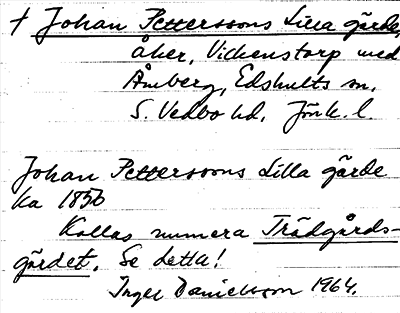 † Johan Petterssons Lilla gärde,
åker, Vickenstorp med
Åmberg, Edshults sn,
S. Vedbo hd. Jönk. l.
Johan Petterssons Lilla gärde
ka 1850
Kallas numera Trädgårds-
gärdet. Se detta!
Inger Danielsson 1964.